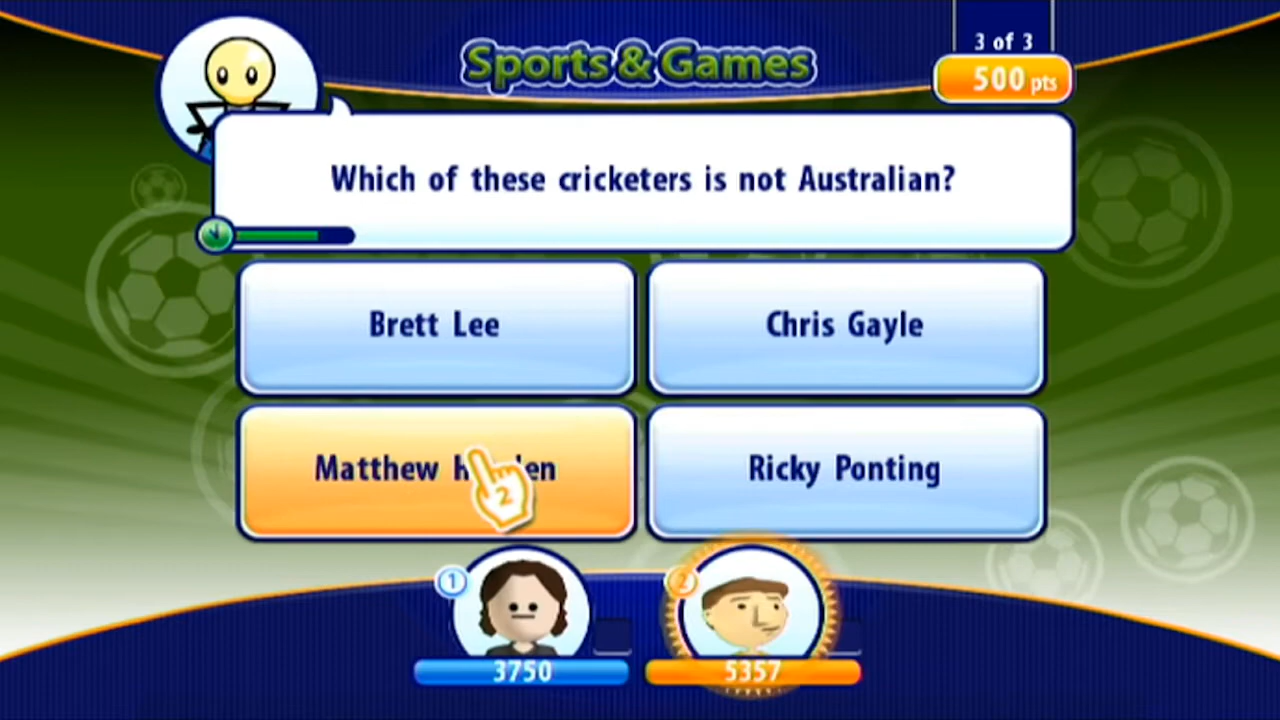 Sports & Games
3 of 3
500 pts
Which of these cricketers is not Australian?
Brett Lee
Chris Gayle
Matthew
2
Ricky Ponting
1
2
3750
5357